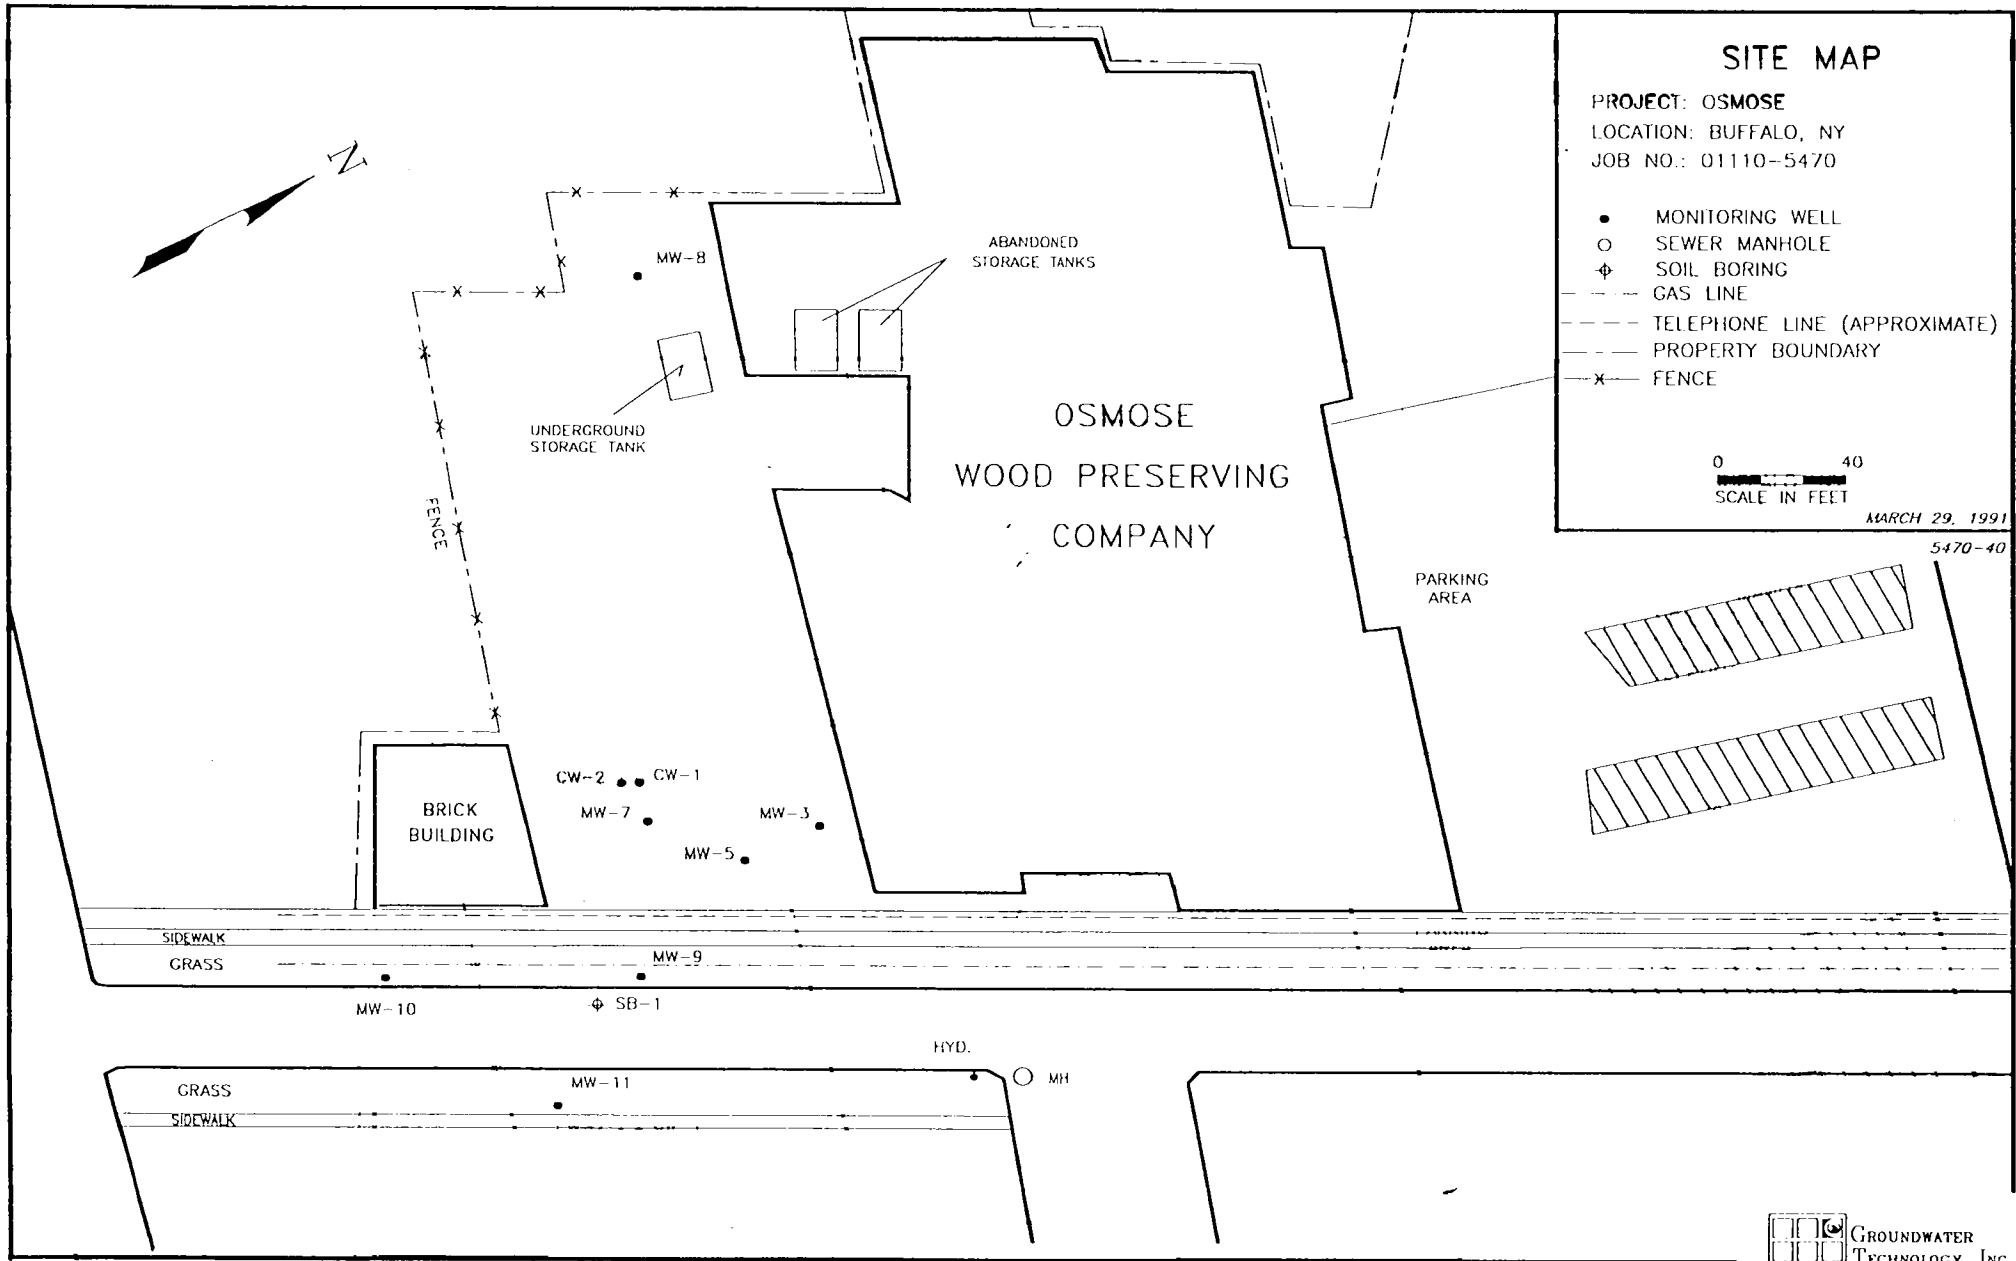 SITE MAP
PROJECT: OSMOSE
LOCATION: BUFFALO, NY
JOB NO.: 01110-5470
MONITORING WELL
SEWER MANHOLE
SOIL BORING
GAS LINE
TELEPHONE LINE (APPROXIMATE)
PROPERTY BOUNDARY
FENCE
0 40
SCALE IN FEET
MARCH 29, 1991
5470-40
N
MW-8
ABANDONED
STORAGE TANKS
UNDERGROUND
STORAGE TANK
FENCE
OSMOSE
WOOD PRESERVING
COMPANY
PARKING
AREA
CW-2
CW-1
MW-7
MW-3
MW-5
BRICK
BUILDING
SIDEWALK
GRASS
MW-9
MW-10
SB-1
HYD.
MH
GRASS
MW-11
SIDEWALK
GROUNDWATER
TECHNOLOGY, INC